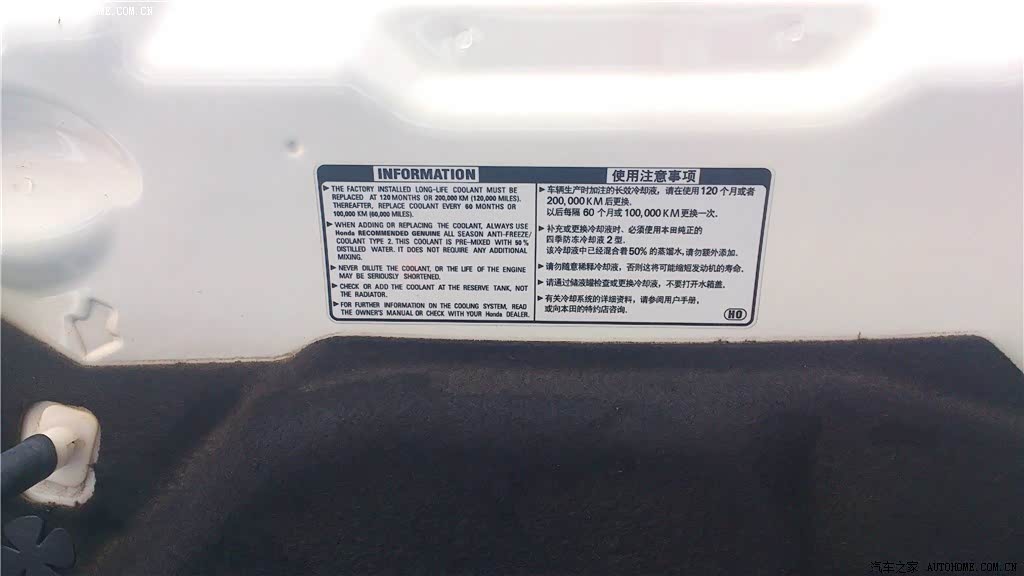 AUTOHOME.COM.CN
INFORMATION
▶ THE FACTORY INSTALLED LONG-LIFE COOLANT MUST BE
REPLACED AT 120 MONTHS OR 200,000 KM (120,000 MILES).
THEREAFTER, REPLACE COOLANT EVERY 60 MONTHS OR
100,000 KM (60,000 MILES).
▶ WHEN ADDING OR REPLACING THE COOLANT, ALWAYS USE
Honda RECOMMENDED GENUINE ALL SEASON ANTI-FREEZE/
COOLANT TYPE 2. THIS COOLANT IS PRE-MIXED WITH 50%
DISTILLED WATER. IT DOES NOT REQUIRE ANY ADDITIONAL
MIXING.
▶ NEVER DILUTE THE COOLANT, OR THE LIFE OF THE ENGINE
MAY BE SERIOUSLY SHORTENED.
▶ CHECK OR ADD THE COOLANT AT THE RESERVE TANK, NOT
THE RADIATOR.
▶ FOR FURTHER INFORMATION ON THE COOLING SYSTEM, READ
THE OWNER'S MANUAL OR CHECK WITH YOUR Honda DEALER.
使用注意事项
▶ 车辆生产时加注的长效冷却液，请在使用120个月或者
200,000 KM后更换.
以后每隔 60 个月或 100,000 KM更换一次.
▶ 补充或更换冷却液时、必须使用本田纯正的
四季防冻冷却液 2 型.
该冷却液中已经混合着50%的蒸馏水,请勿额外添加.
▶ 请勿随意稀释冷却液，否则这将可能缩短发动机的寿命.
▶ 请通过储液罐检查或更换冷却液，不要打开水箱盖.
▶ 有关冷却系统的详细资料，请参阅用户手册,
或向本田的特约店咨询.
HO
汽车之家 AUTOHOME.COM.CN